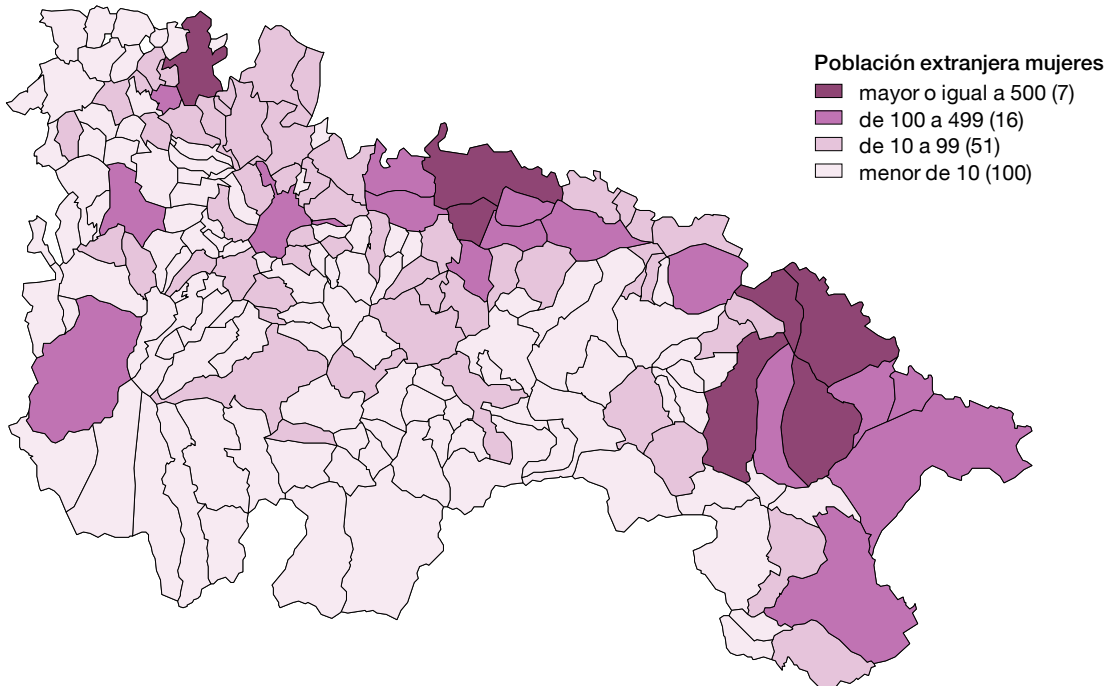 Población extranjera mujeres
mayor o igual a 500 (7)
de 100 a 499 (16)
de 10 a 99 (51)
menor de 10 (100)